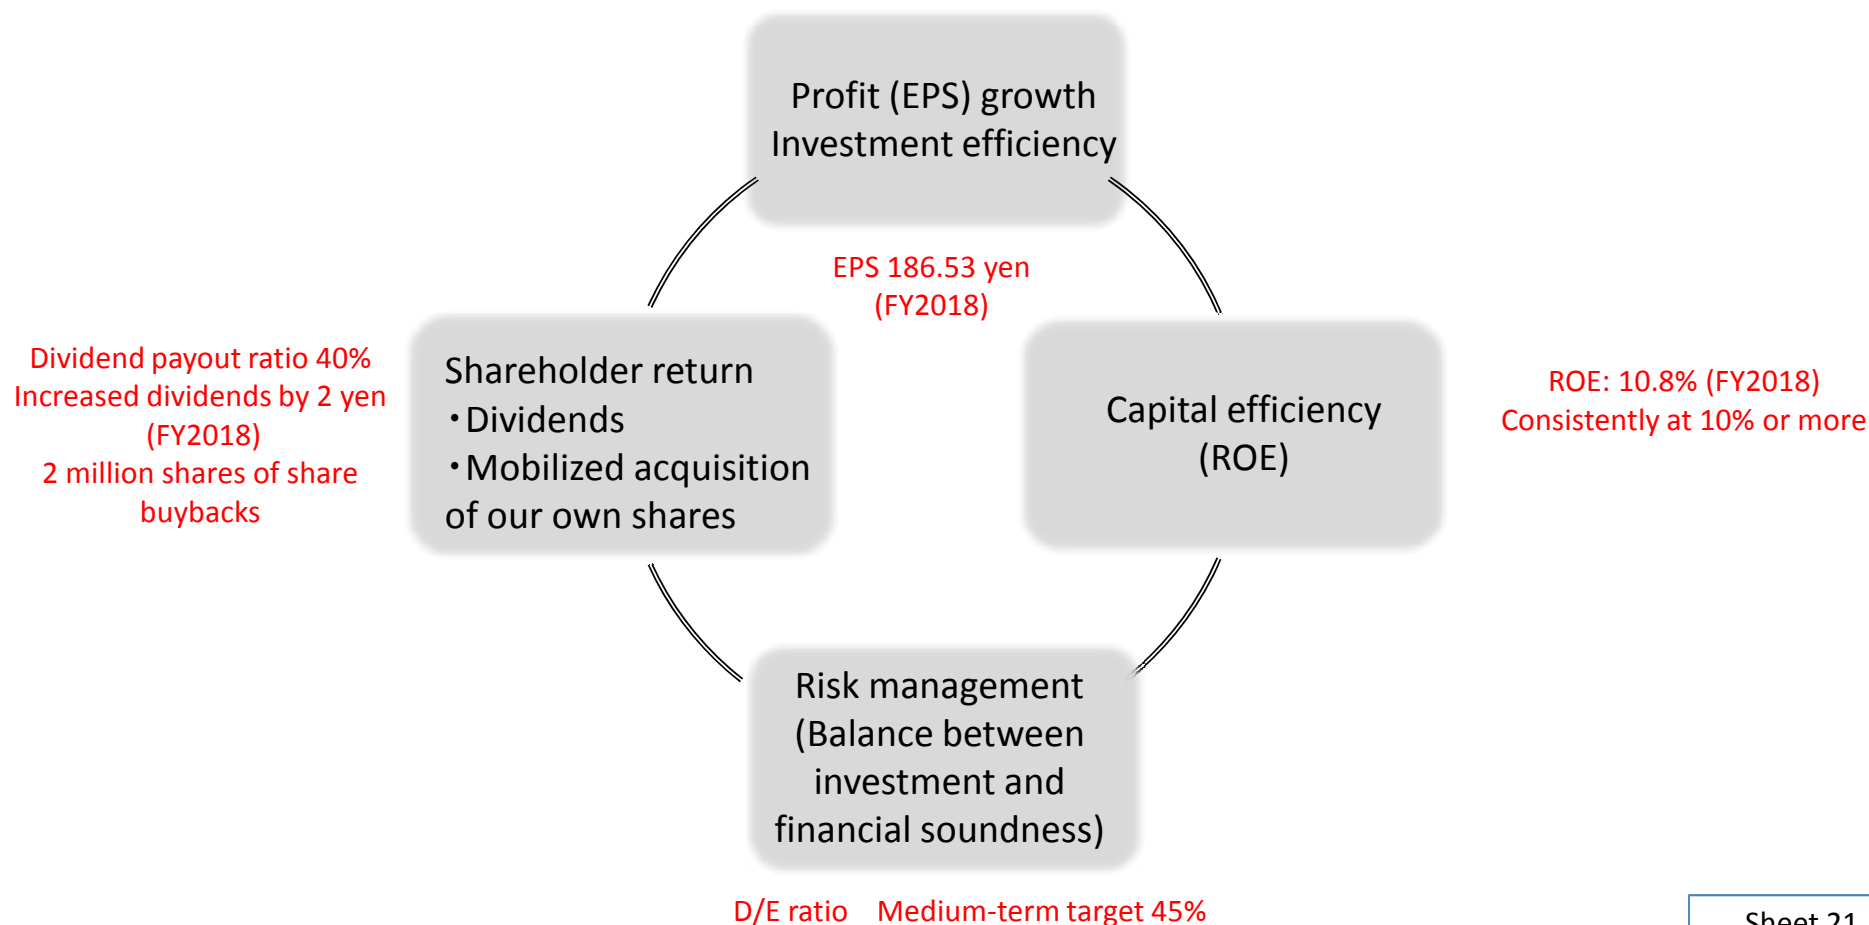 Profit (EPS) growth
Investment efficiency
EPS 186.53 yen
(FY2018)
Dividend payout ratio 40%
Increased dividends by 2 yen
(FY2018)
2 million shares of share
buybacks
Shareholder return
・Dividends
・Mobilized acquisition
of our own shares
Capital efficiency
(ROE)
ROE: 10.8% (FY2018)
Consistently at 10% or more
Risk management
(Balance between
investment and
financial soundness)
D/E ratio Medium-term target 45%
Sheet 21